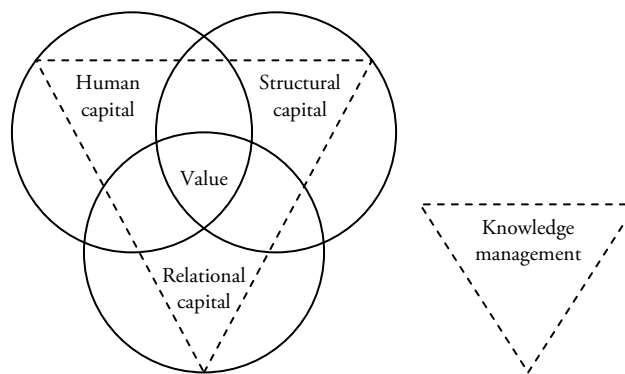 Human
capital
Structural
capital
Value
Relational
capital
Knowledge
management